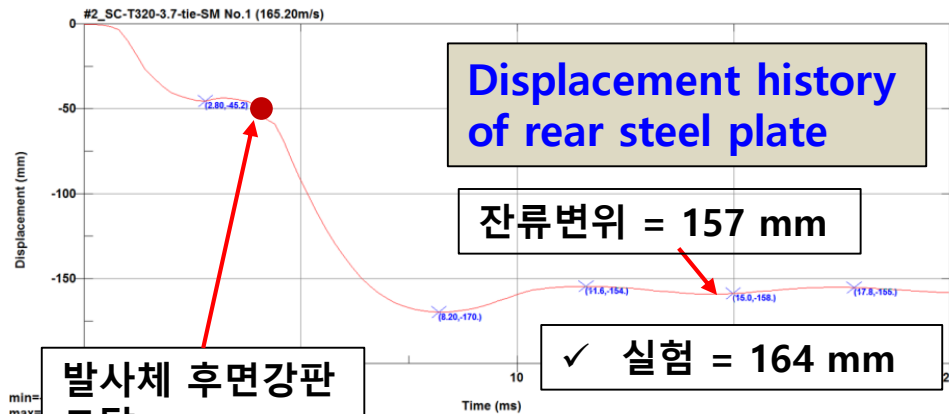 #2_SC-T320-3.7-tie-SM No.1 (165.20m/s)
0
-50
-100
-150
Displacement (mm)
Displacement history
of rear steel plate
(2.80,-45.2)
잔류변위 = 157 mm
(8.20,-170.)
(11.6,-154.)
(15.0,-158.)
(17.8,-155.)
✓ 실험 = 164 mm
발사체 후면강판
10
2
min=
max=
Time (ms)